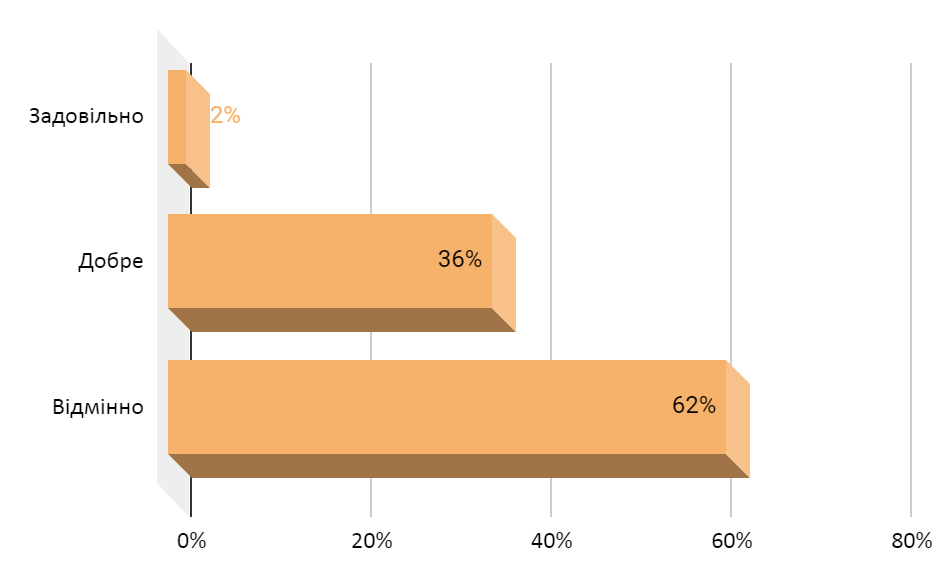 Задовільно 2%
Добре 36%
Відмінно 62%
0% 20% 40% 60% 80%